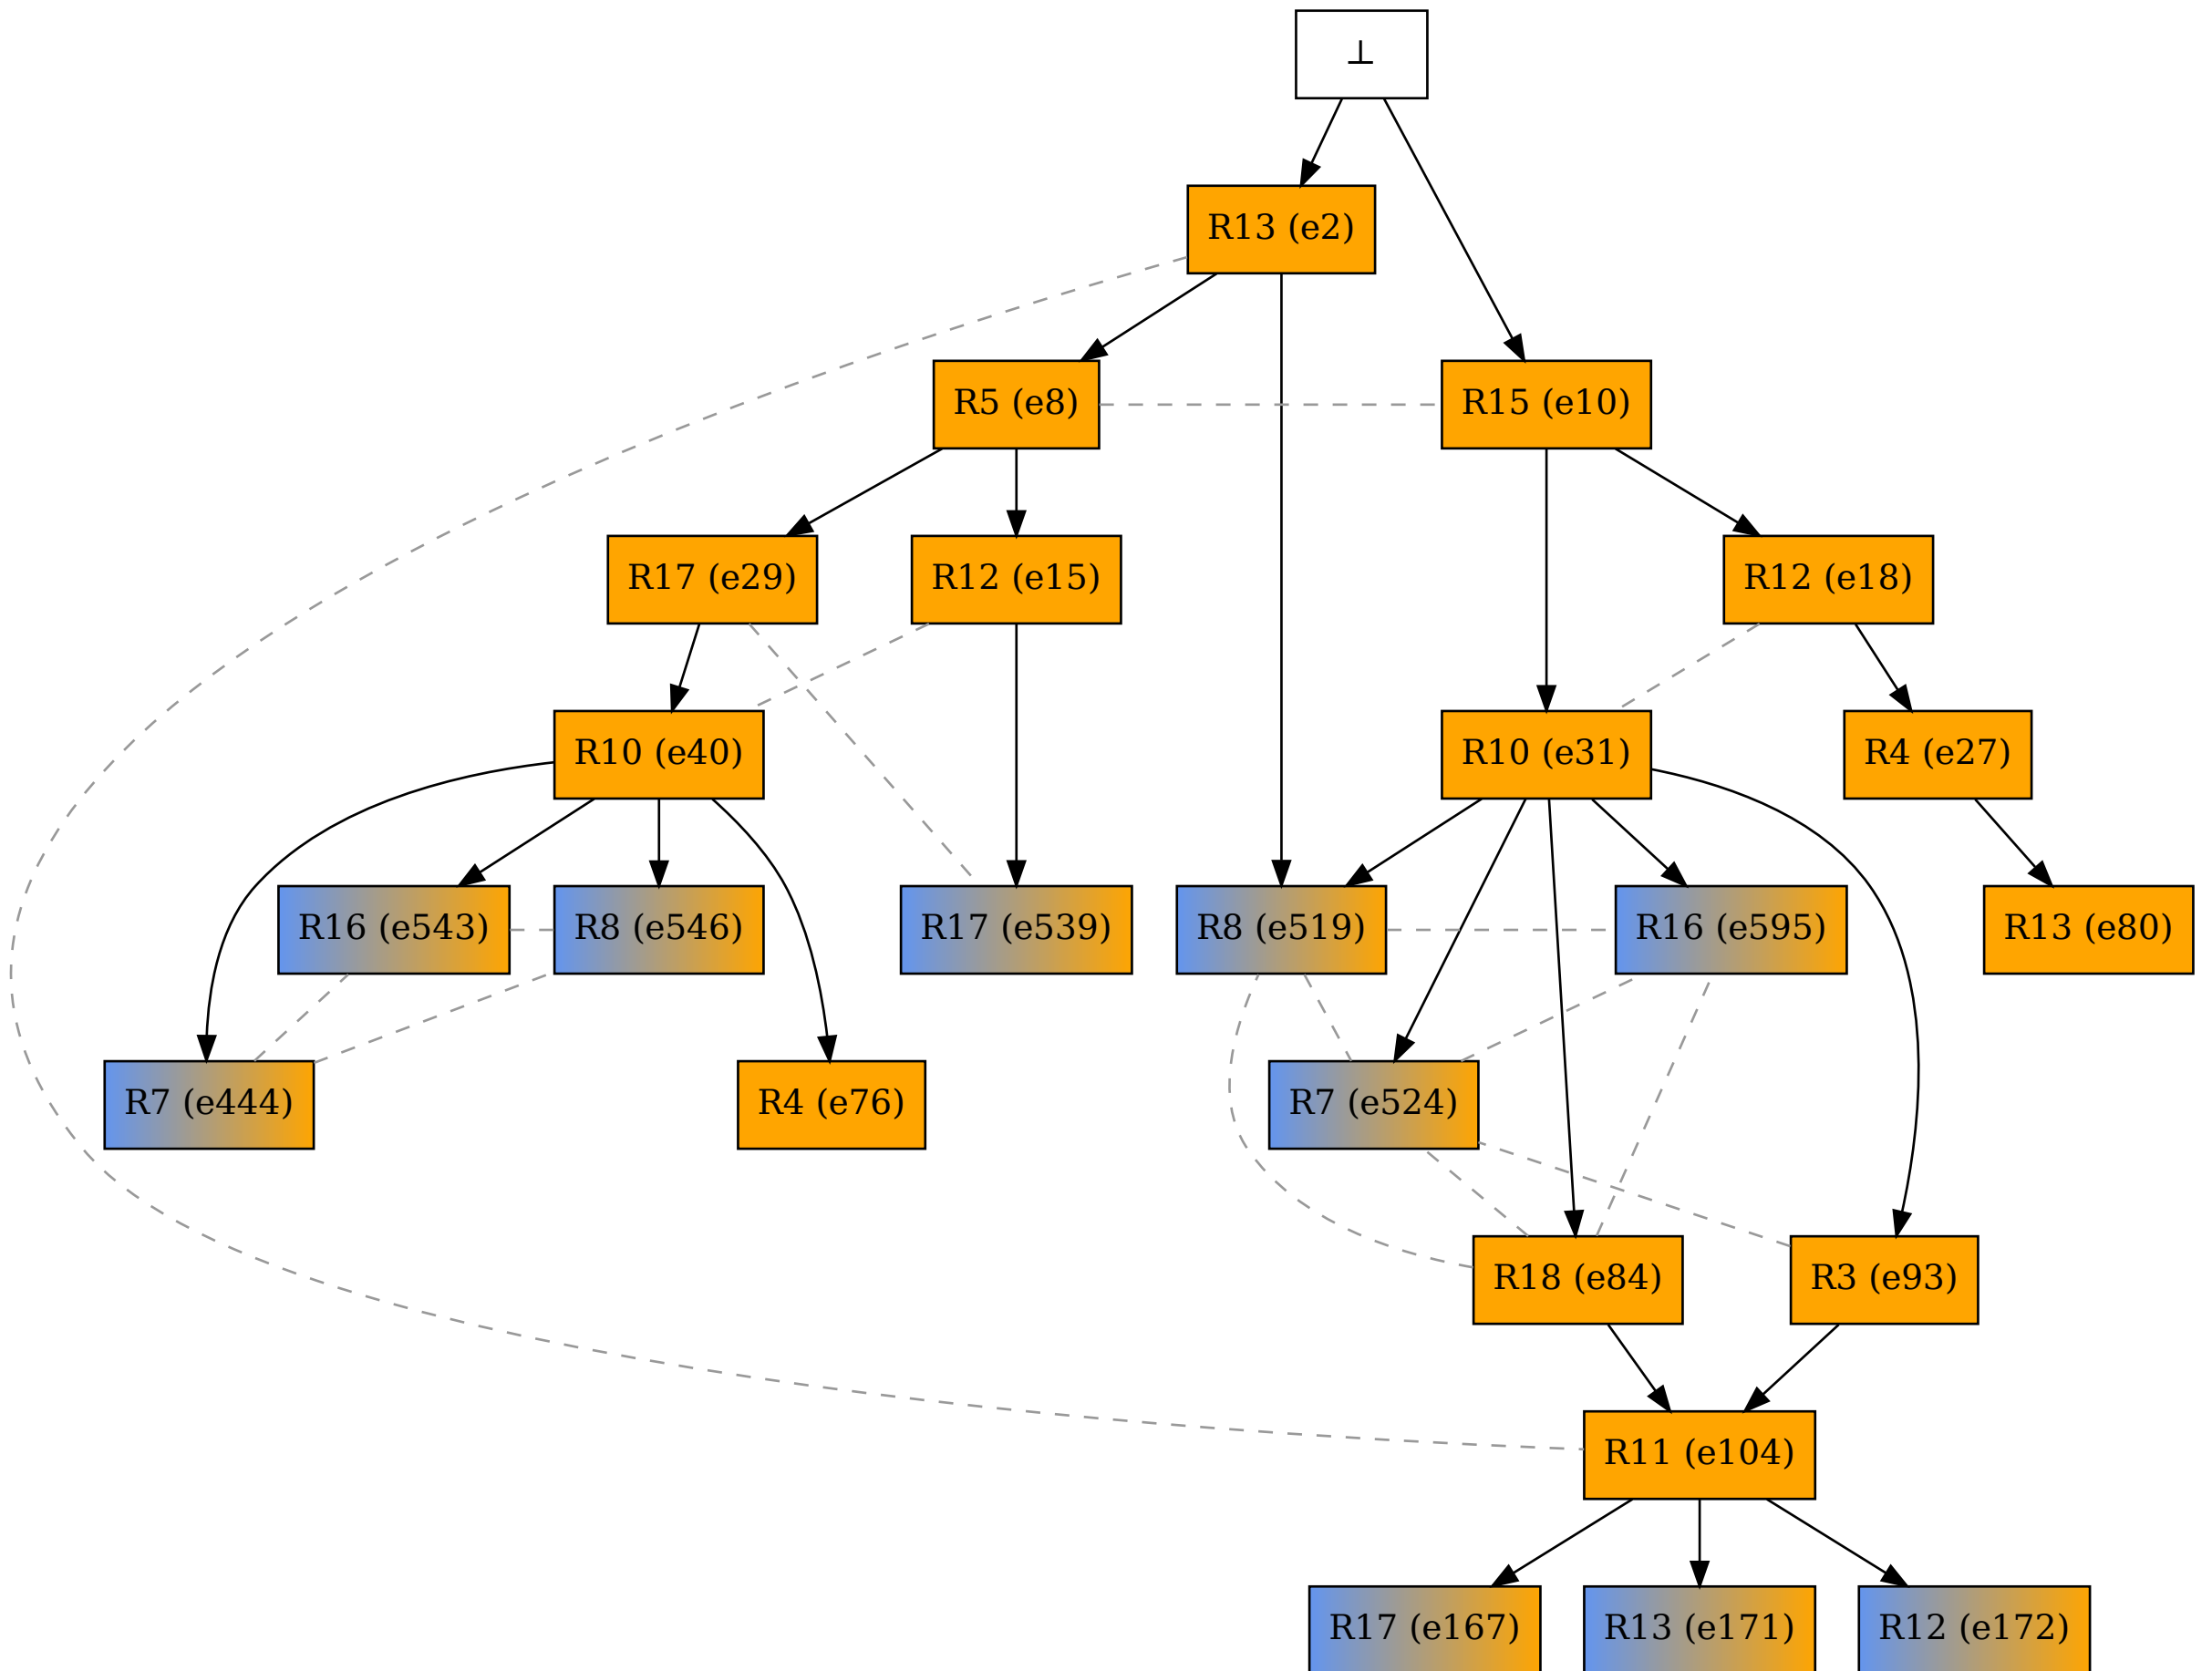 ⊥
R13 (e2)
R5 (e8)
R15 (e10)
R17 (e29)
R12 (e15)
R12 (e18)
R10 (e40)
R10 (e31)
R4 (e27)
R16 (e543)
R8 (e546)
R17 (e539)
R8 (e519)
R16 (e595)
R13 (e80)
R7 (e444)
R4 (e76)
R7 (e524)
R18 (e84)
R3 (e93)
R11 (e104)
R17 (e167)
R13 (e171)
R12 (e172)